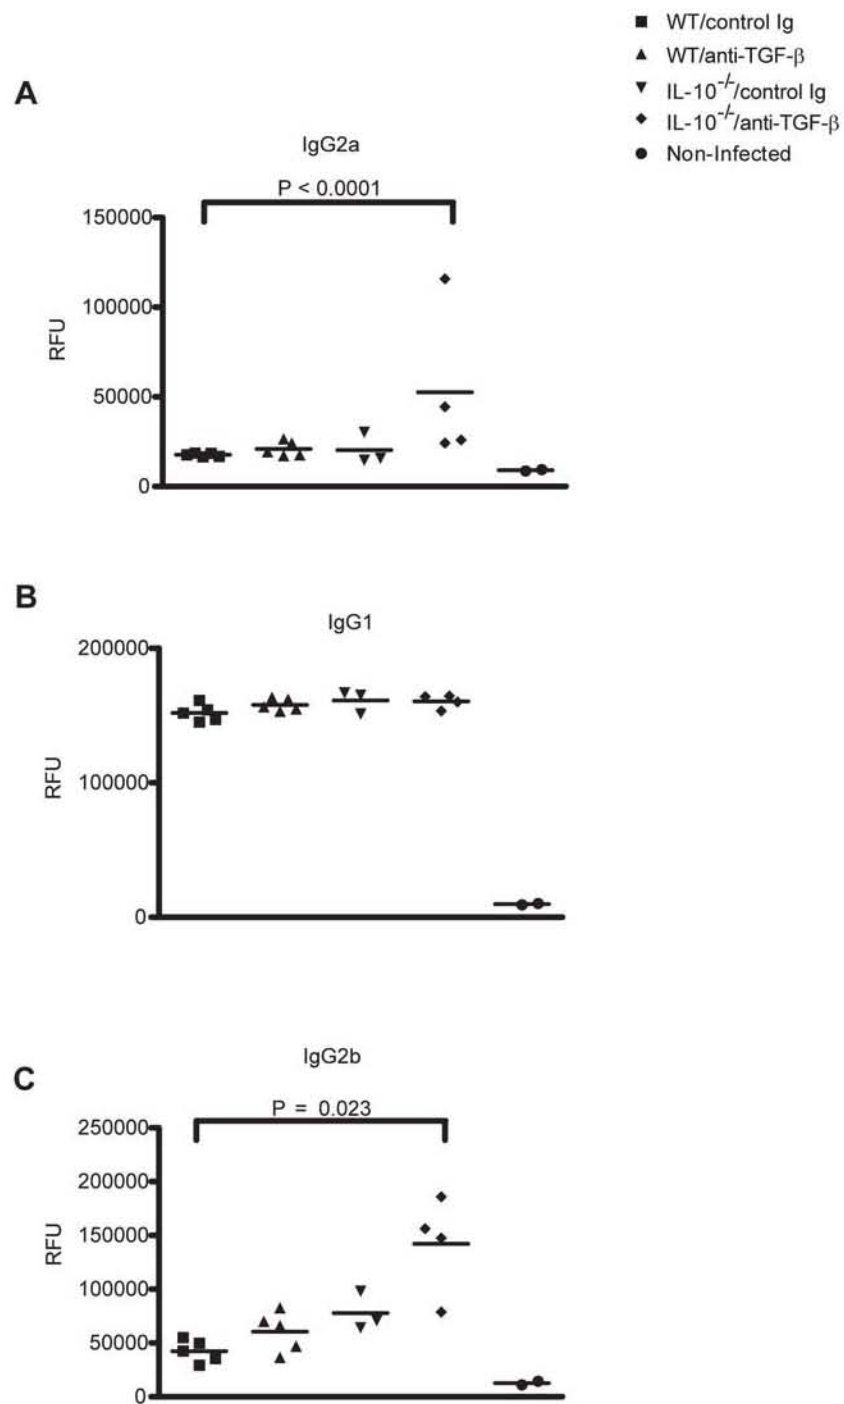 WT/control Ig
WT/anti-TGF-β
IL-10-/-/control Ig
IL-10-/-/anti-TGF-β
Non-Infected
A
IgG2a
P < 0.0001
150000
100000
50000
0
RFU
B
IgG1
200000
100000
0
RFU
C
IgG2b
P = 0.023
250000
200000
150000
100000
50000
0
RFU